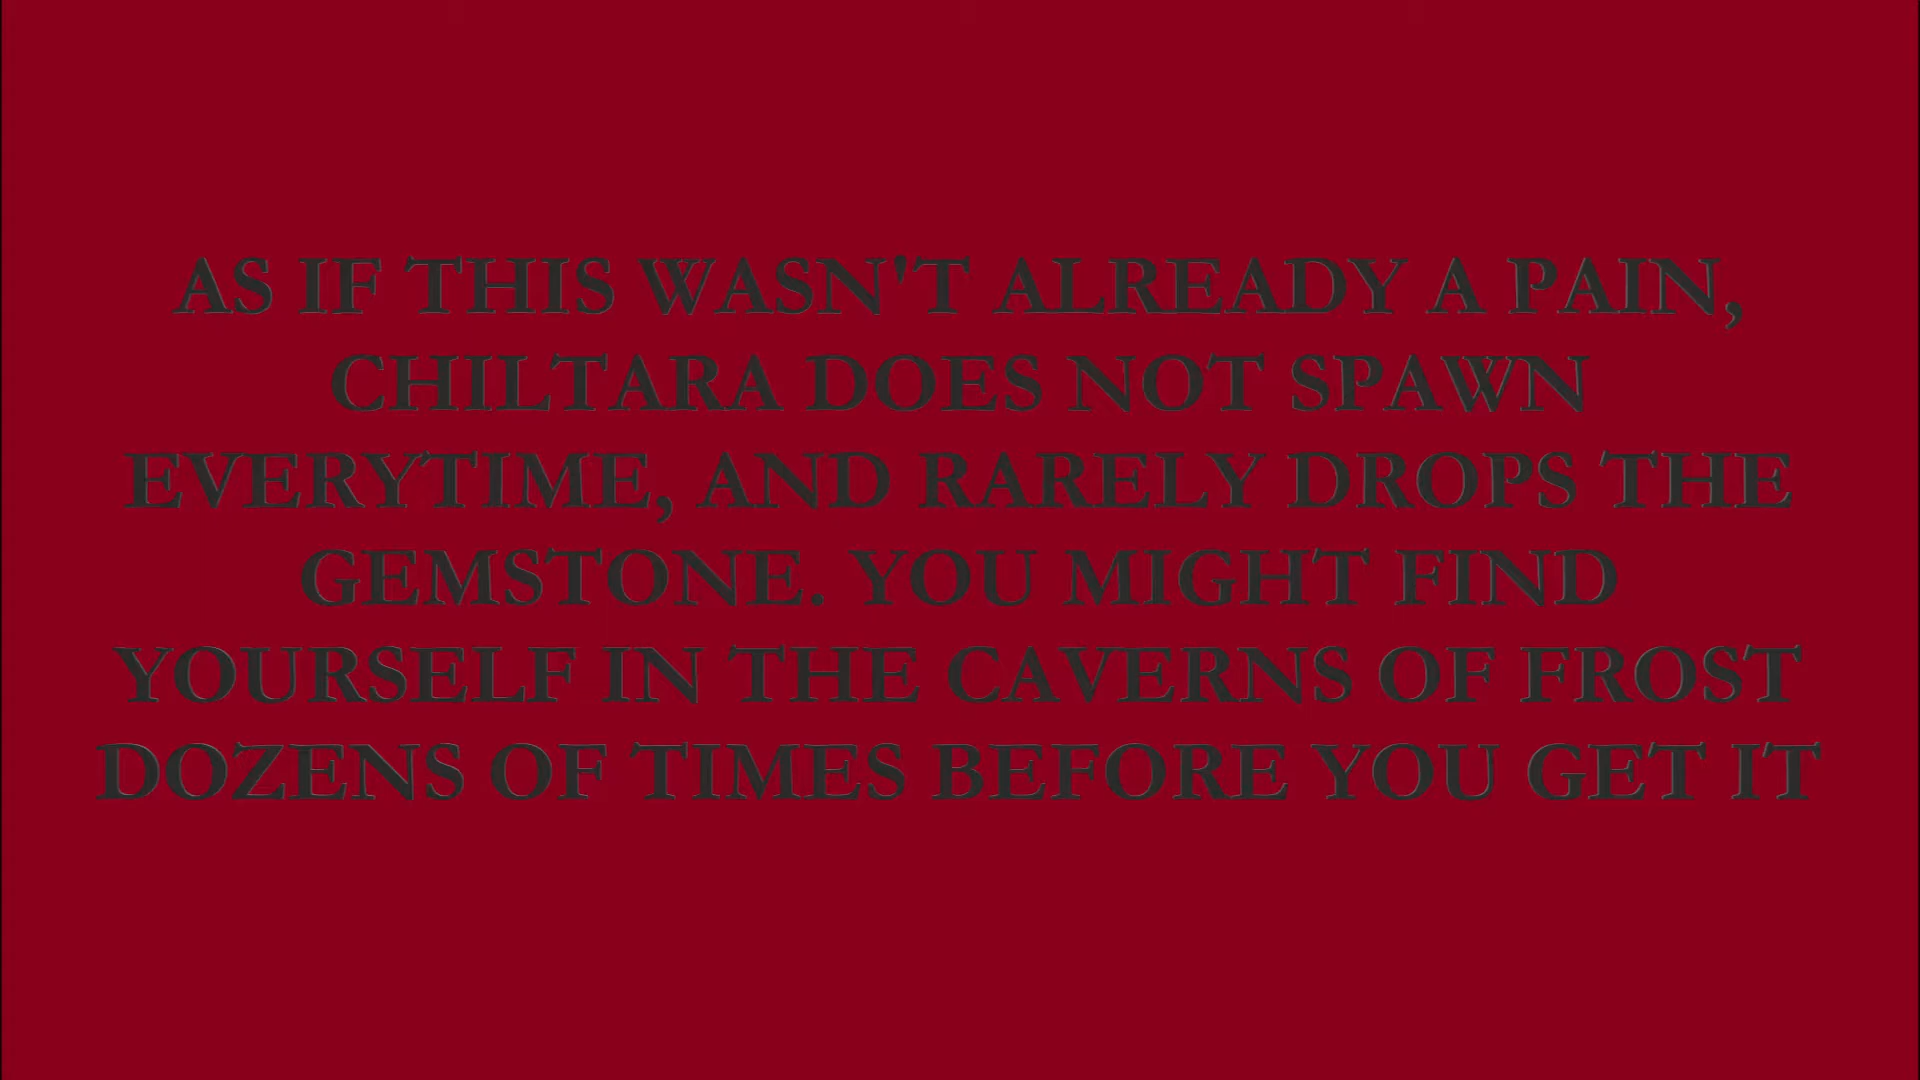 AS IF THIS WASN'T ALREADY A PAIN,
CHILTARA DOES NOT SPAWN
EVERYTIME, AND RARELY DROPS THE
GEMSTONE. YOU MIGHT FIND
YOURSELF IN THE CAVERNS OF FROST
DOZENS OF TIMES BEFORE YOU GET IT